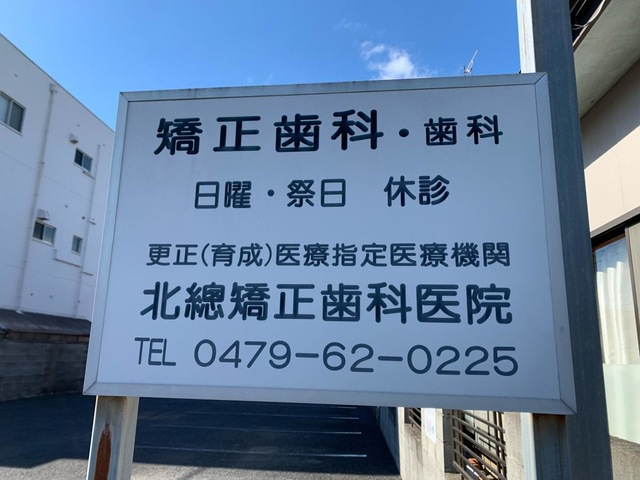 矯正歯科・歯科
日曜・祭日 休診
更正(育成)医療指定医療機関
北總矯正歯科医院
TEL 0479-62-0225